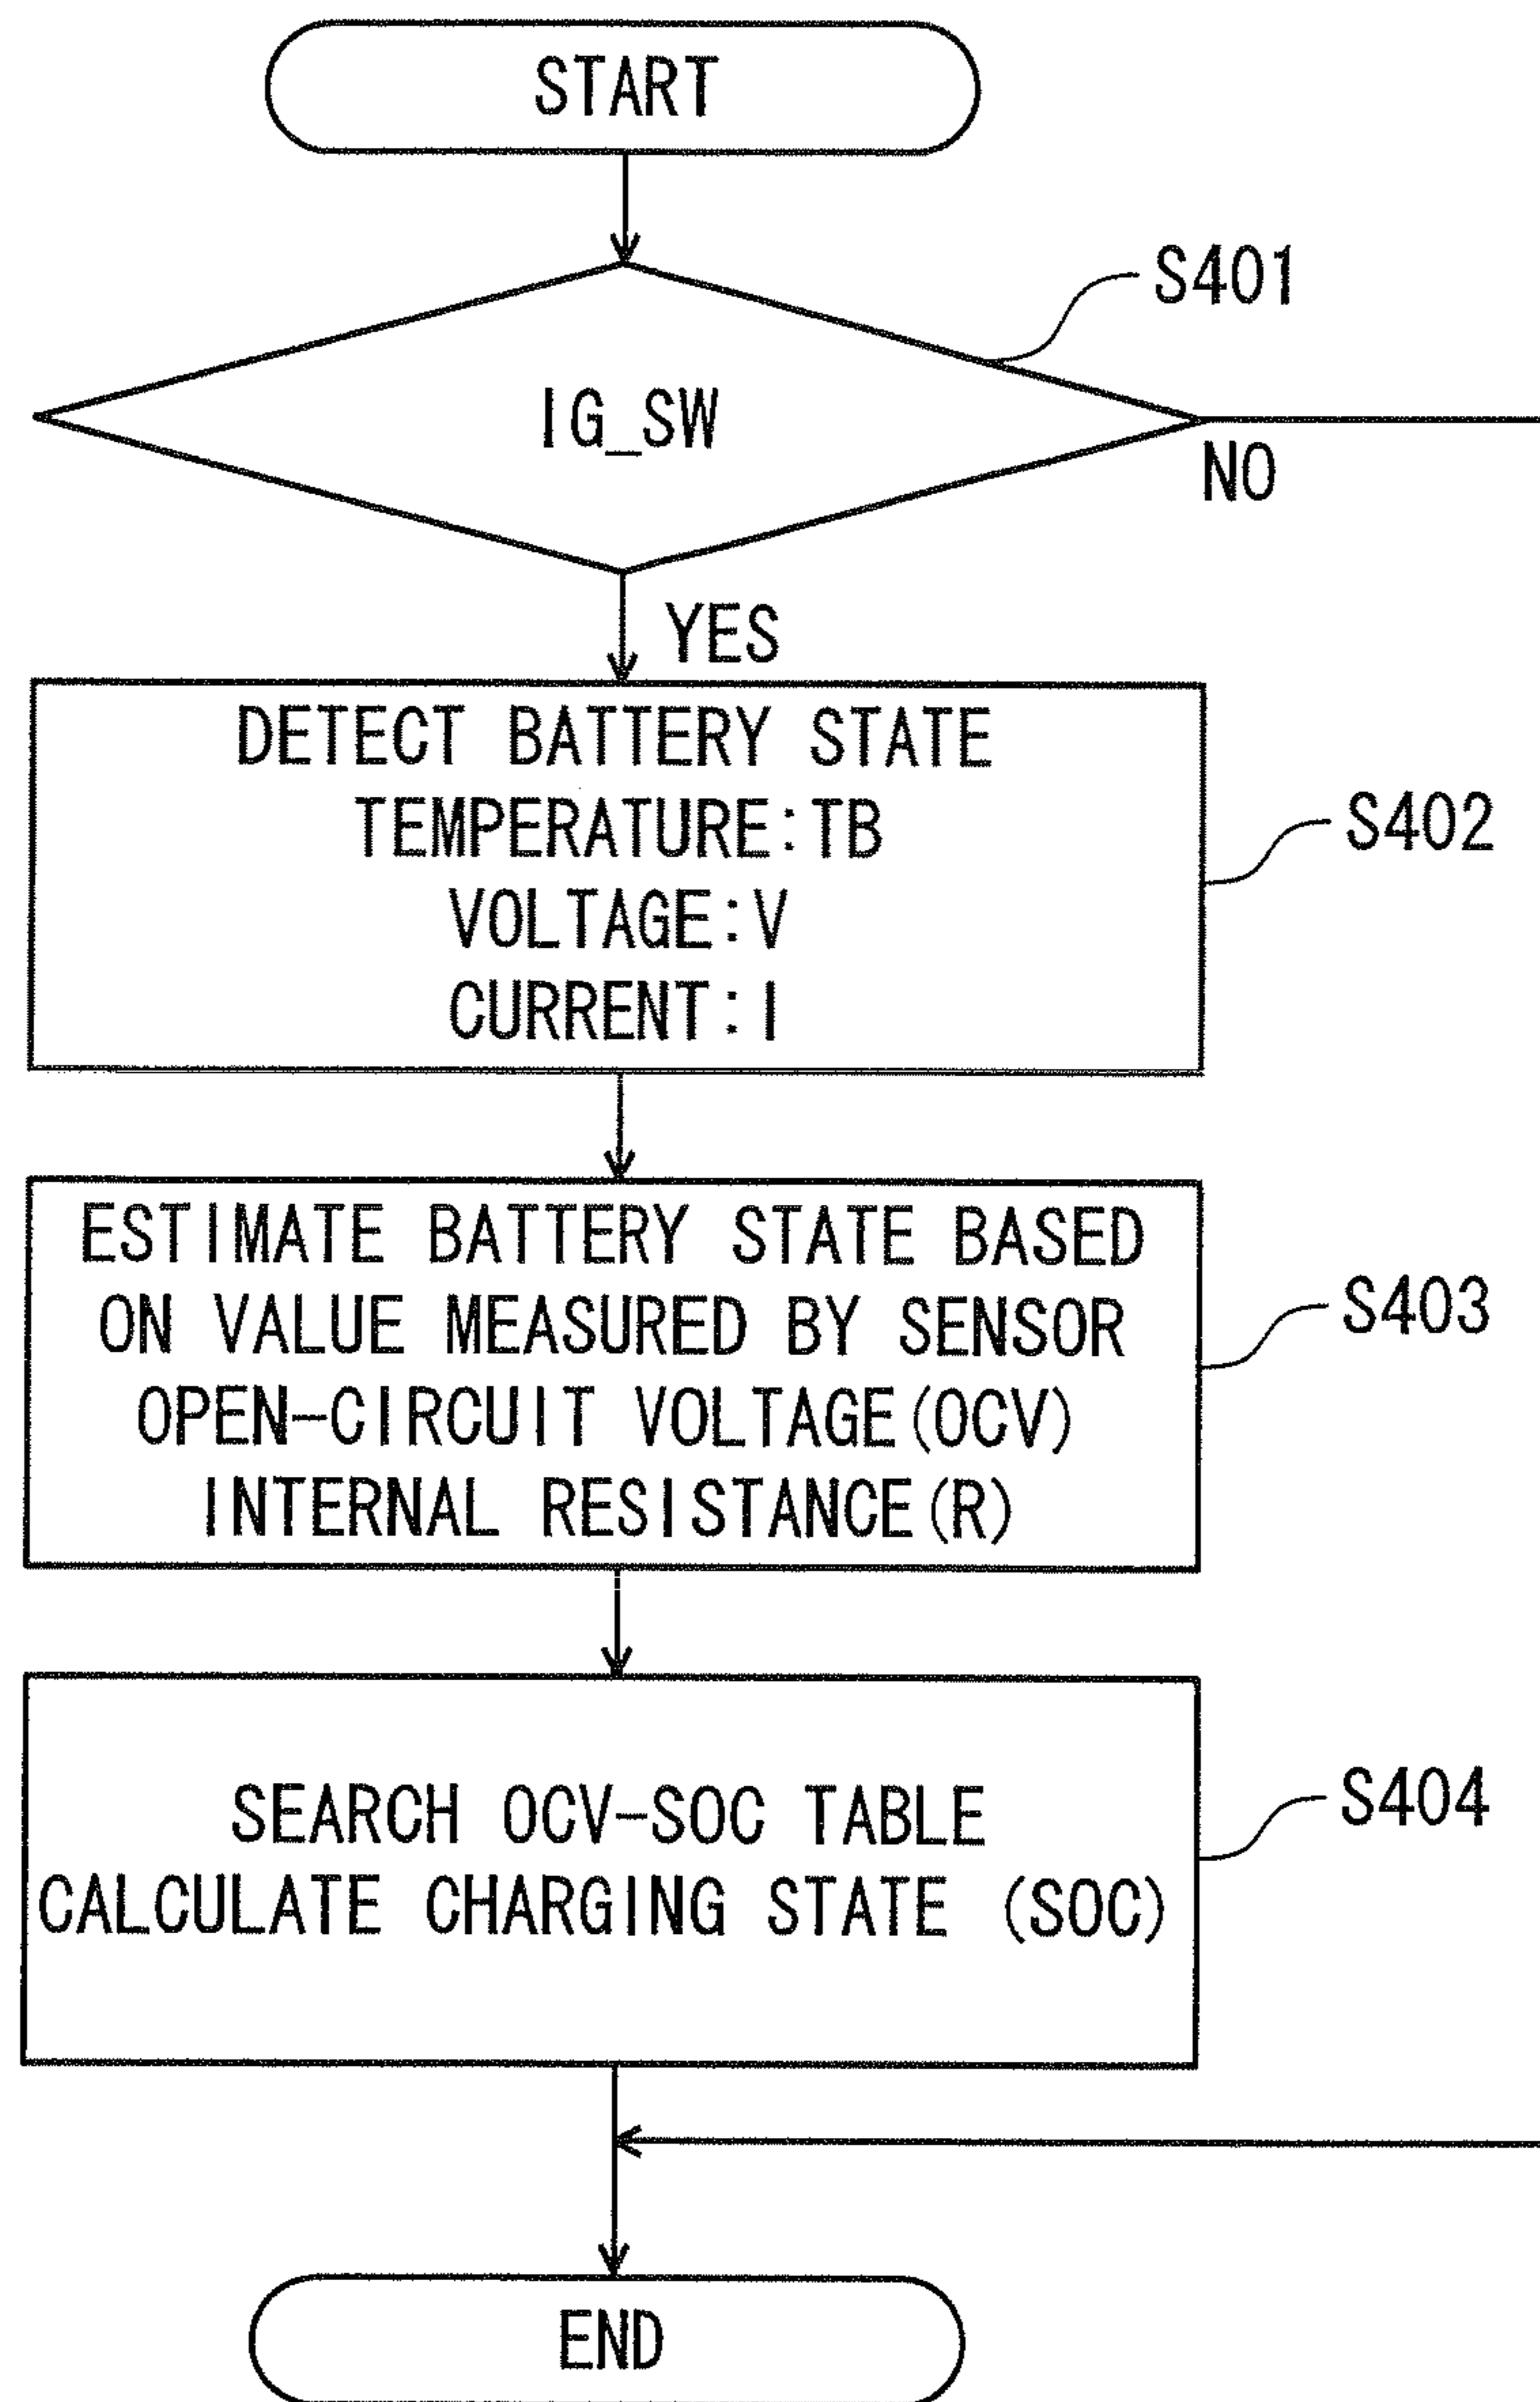 START
S401
IG_SW
NO
YES
DETECT BATTERY STATE
TEMPERATURE:TB
VOLTAGE:V
CURRENT:I
S402
ESTIMATE BATTERY STATE BASED
ON VALUE MEASURED BY SENSOR
OPEN-CIRCUIT VOLTAGE(OCV)
INTERNAL RESISTANCE(R)
S403
SEARCH OCV-SOC TABLE
CALCULATE CHARGING STATE (SOC)
S404
END